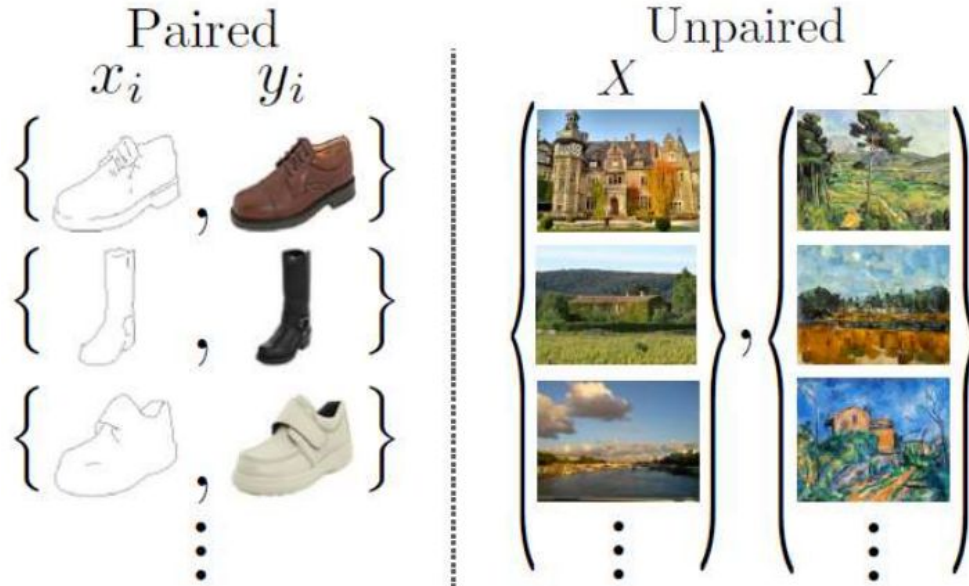 Paired
x_i y_i
{ , }
{ , }
{ , }
⋮
Unpaired
X Y
{ ⋮ } , { ⋮ }